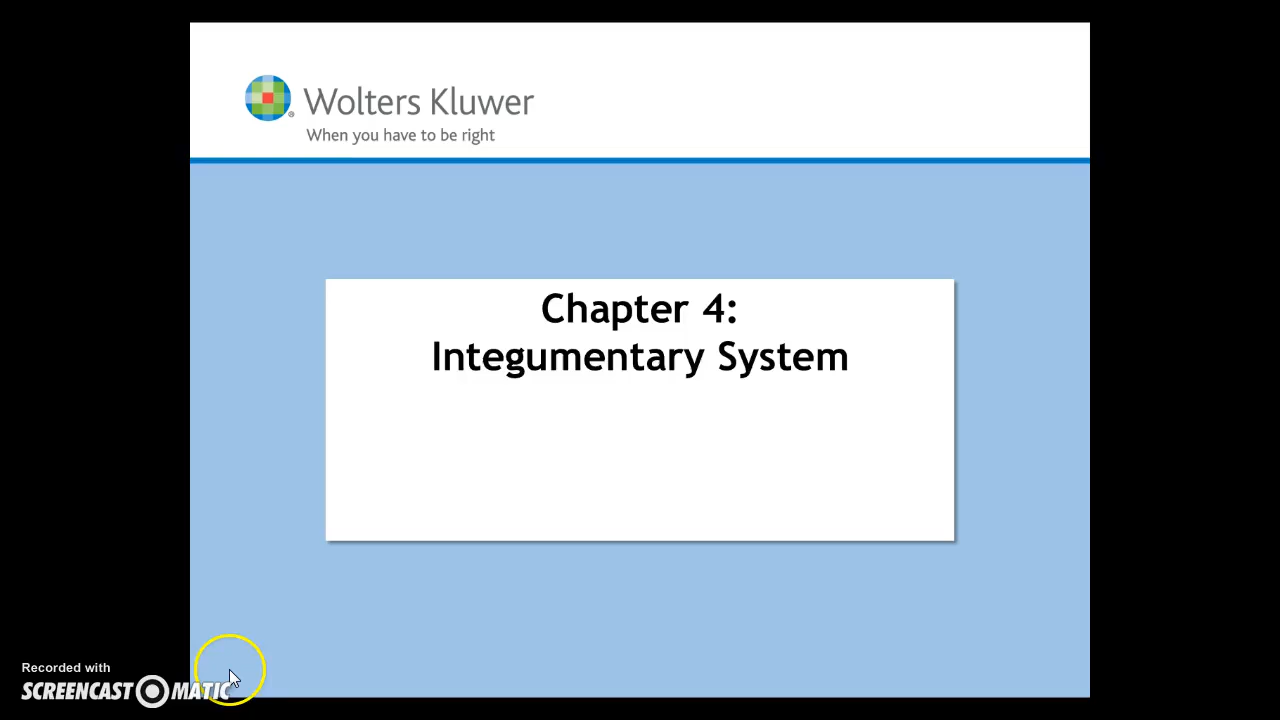 Wolters Kluwer
When you have to be right
Chapter 4:
Integumentary System
Recorded with
SCREENCAST MATIC